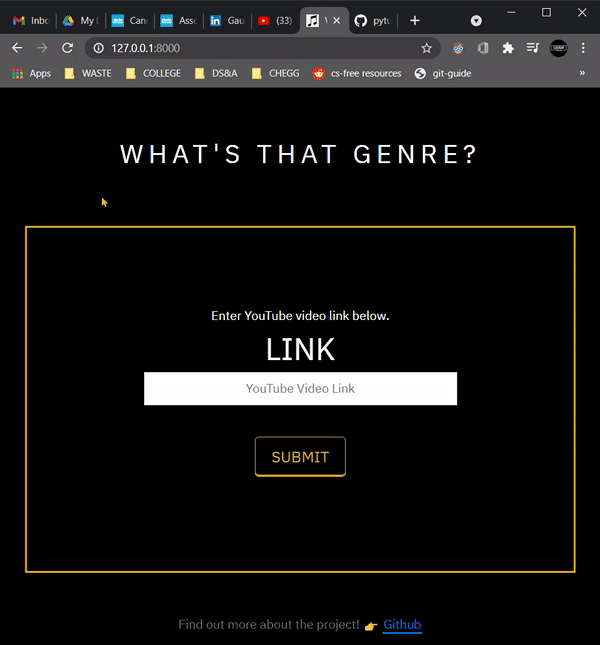 Inbo
My D
Canc
Asso
Gau
(33)
pytu
127.0.0.1:8000
Apps WASTE COLLEGE DS&A CHEGG cs-free resources git-guide »
WHAT'S THAT GENRE?
Enter YouTube video link below.
LINK
YouTube Video Link
SUBMIT
Find out more about the project! 👉 Github